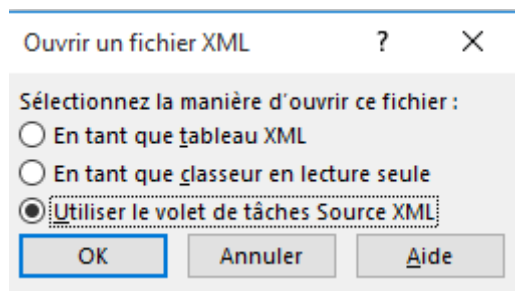 Ouvrir un fichier XML ? ×
Sélectionnez la manière d'ouvrir ce fichier :
En tant que tableau XML
En tant que classeur en lecture seule
Utiliser le volet de tâches Source XML
OK Annuler Aide